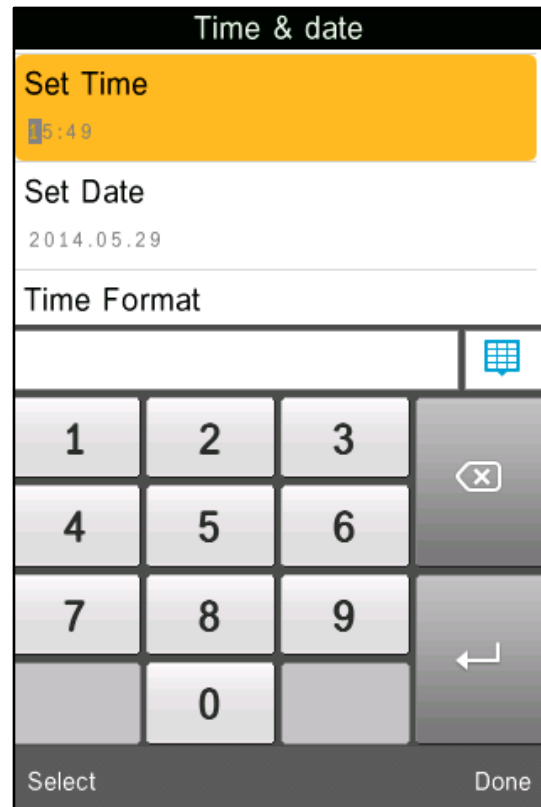 Time & date
Set Time
15:49
Set Date
2014.05.29
Time Format
1 2 3
4 5 6
7 8 9
0
Select Done